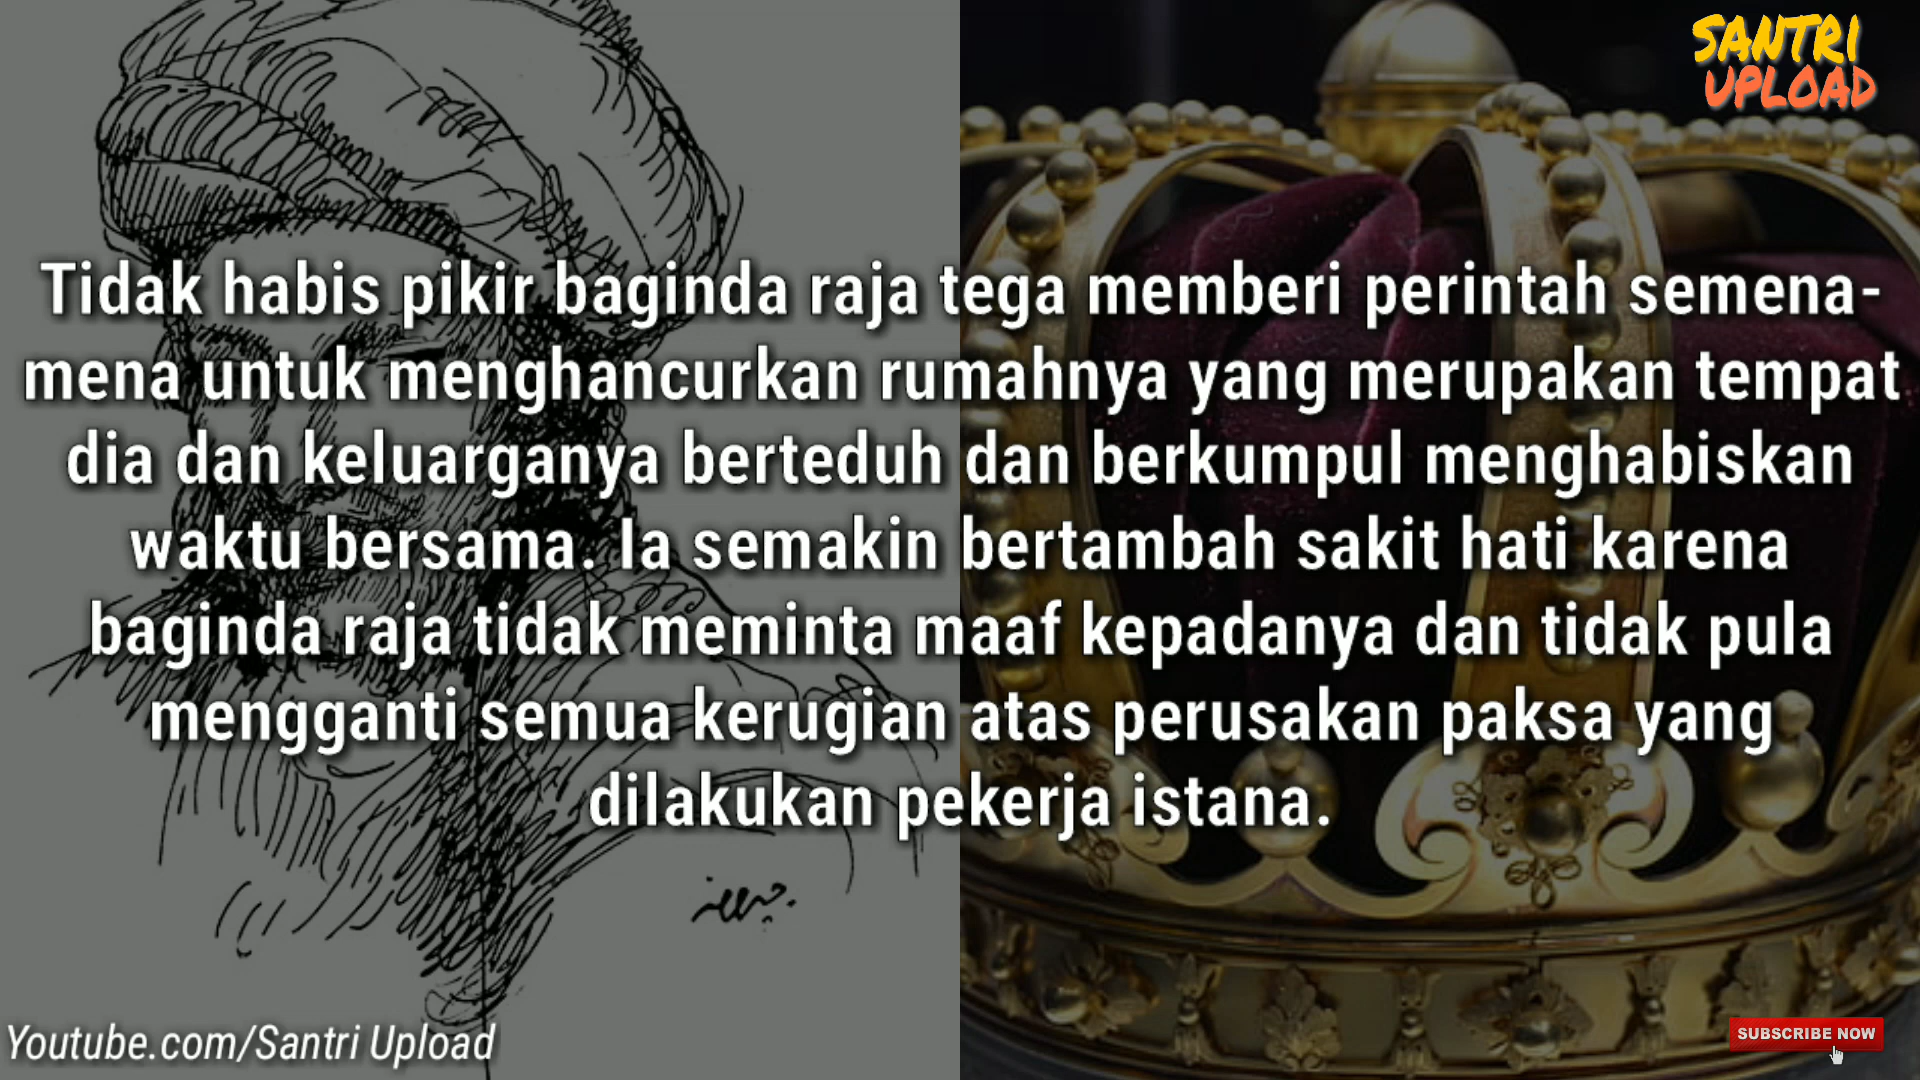 SANTRI
UPLOAD
Tidak habis pikir baginda raja tega memberi perintah semena-
mena untuk menghancurkan rumahnya yang merupakan tempat
dia dan keluarganya berteduh dan berkumpul menghabiskan
waktu bersama. Ia semakin bertambah sakit hati karena
baginda raja tidak meminta maaf kepadanya dan tidak pula
mengganti semua kerugian atas perusakan paksa yang
dilakukan pekerja istana.
Youtube.com/Santri Upload
SUBSCRIBE NOW